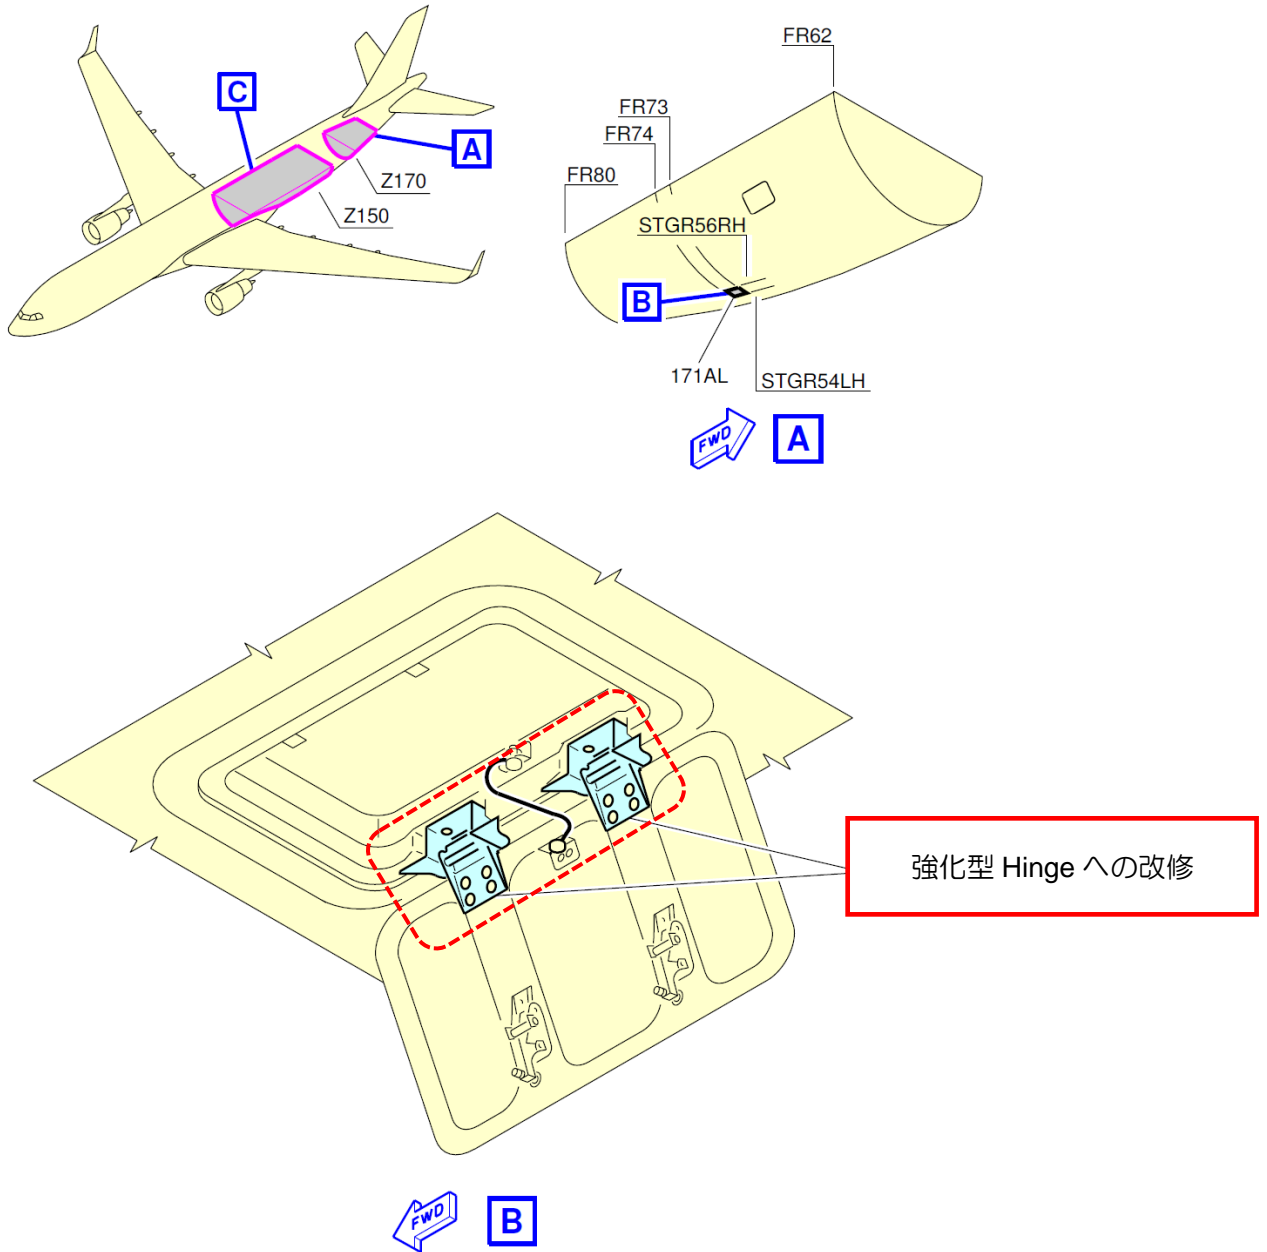 C
A
Z170
Z150
FR62
FR73
FR74
FR80
STGR56RH
B
171AL
STGR54LH
FWD
A
強化型 Hinge への改修
FWD
B